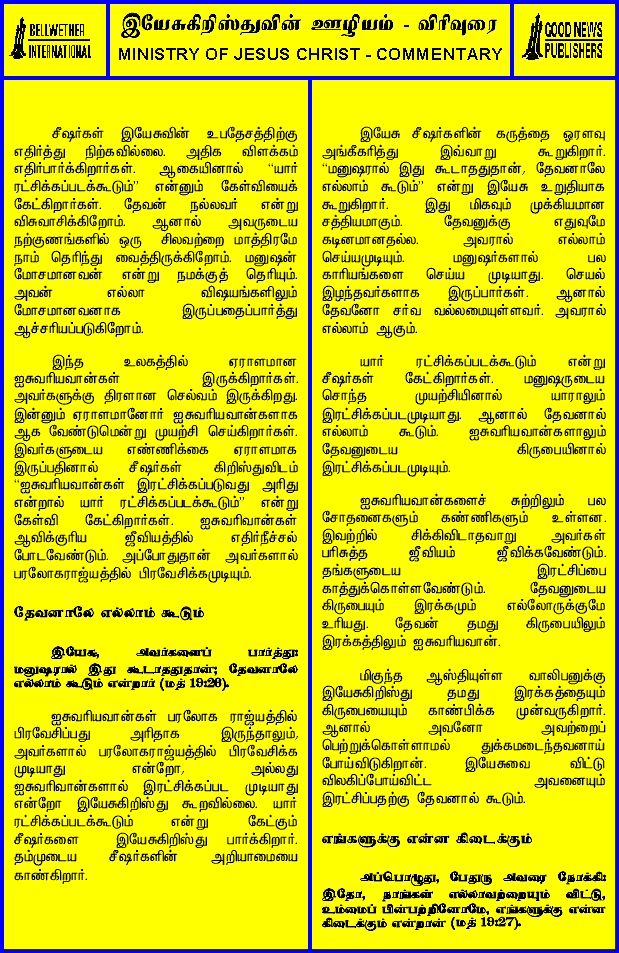 BELLWETHER
INTERNATIONAL
இயேசுகிறிஸ்துவின் ஊழியம் - விரிவுரை
MINISTRY OF JESUS CHRIST - COMMENTARY
GOOD NEWS
PUBLISHERS
சீஷர்கள் இயேசுவின் உபதேசத்திற்கு
எதிர்த்து நிற்கவில்லை. அதிக விளக்கம்
எதிர்பார்க்கிறார்கள். ஆகையினால் “யார்
ரட்சிக்கப்படக்கூடும்” என்னும் கேள்வியைக்
கேட்கிறார்கள். தேவன் நல்லவர் என்று
விசுவாசிக்கிறோம். ஆனால் அவருடைய
நற்குணங்களில் ஒரு சிலவற்றை மாத்திரமே
நாம் தெரிந்து வைத்திருக்கிறோம். மனுஷன்
மோசமானவன் என்று நமக்குத் தெரியும்.
அவன் எல்லா விஷயங்களிலும்
மோசமானவனாக இருப்பதைப்பார்த்து
ஆச்சரியப்படுகிறோம்.
இந்த உலகத்தில் ஏராளமான
ஐசுவரியவான்கள் இருக்கிறார்கள்.
அவர்களுக்கு திரளான செல்வம் இருக்கிறது.
இன்னும் ஏராளமானோர் ஐசுவரியவான்களாக
ஆக வேண்டுமென்று முயற்சி செய்கிறார்கள்.
இவர்களுடைய எண்ணிக்கை ஏராளமாக
இருப்பதினால் சீஷர்கள் கிறிஸ்துவிடம்
“ஐசுவரியவான்கள் இரட்சிக்கப்படுவது அரிது
என்றால் யார் ரட்சிக்கப்படக்கூடும்” என்று
கேள்வி கேட்கிறார்கள். ஐசுவரிவான்கள்
ஆவிக்குரிய ஜீவியத்தில் எதிர்நீச்சல்
போடவேண்டும். அப்போதுதான் அவர்களால்
பரலோகராஜ்யத்தில் பிரவேசிக்கமுடியும்.
தேவனாலே எல்லாம் கூடும்
இயேசு, அவர்களைப் பார்த்து:
மனுஷரால் இது கூடாததுதான்; தேவனாலே
எல்லாம் கூடும் என்றார் (மத் 19:26).
ஐசுவரியவான்கள் பரலோக ராஜ்யத்தில்
பிரவேசிப்பது அரிதாக இருந்தாலும்,
அவர்களால் பரலோகராஜ்யத்தில் பிரவேசிக்க
முடியாது என்றோ, அல்லது
ஐசுவரியவான்களால் இரட்சிக்கப்பட முடியாது
என்றோ இயேசுகிறிஸ்து கூறவில்லை. யார்
ரட்சிக்கப்படக்கூடும் என்று கேட்கும்
சீஷர்களை இயேசுகிறிஸ்து பார்க்கிறார்.
தம்முடைய சீஷர்களின் அறியாமையை
காண்கிறார்.
இயேசு சீஷர்களின் கருத்தை ஓரளவு
அங்கீகரித்து இவ்வாறு கூறுகிறார்.
“மனுஷரால் இது கூடாததுதான், தேவனாலே
எல்லாம் கூடும்” என்று இயேசு உறுதியாக
கூறுகிறார். இது மிகவும் முக்கியமான
சத்தியமாகும். தேவனுக்கு எதுவுமே
கடினமானதல்ல. அவரால் எல்லாம்
செய்யமுடியும். மனுஷர்களால் பல
காரியங்களை செய்ய முடியாது. செயல்
இழந்தவர்களாக இருப்பார்கள். ஆனால்
தேவனோ சர்வ வல்லமையுள்ளவர். அவரால்
எல்லாம் ஆகும்.
யார் ரட்சிக்கப்படக்கூடும் என்று
சீஷர்கள் கேட்கிறார்கள். மனுஷருடைய
சொந்த முயற்சியினால் யாராலும்
இரட்சிக்கப்படமுடியாது. ஆனால் தேவனால்
எல்லாம் கூடும். ஐசுவரியவான்களாலும்
தேவனுடைய கிருபையினால்
இரட்சிக்கப்படமுடியும்.
ஐசுவரியவான்களைச் சுற்றிலும் பல
சோதனைகளும் கண்ணிகளும் உள்ளன.
இவற்றில் சிக்கிவிடாதவாறு அவர்கள்
பரிசுத்த ஜீவியம் ஜீவிக்கவேண்டும்.
தங்களுடைய இரட்சிப்பை
காத்துக்கொள்ளவேண்டும். தேவனுடைய
கிருபையும் இரக்கமும் எல்லோருக்குமே
உரியது. தேவன் தமது கிருபையிலும்
இரக்கத்திலும் ஐசுவரியவான்.
மிகுந்த ஆஸ்தியுள்ள வாலிபனுக்கு
இயேசுகிறிஸ்து தமது இரக்கத்தையும்
கிருபையையும் காண்பிக்க முன்வருகிறார்.
ஆனால் அவனோ அவற்றைப்
பெற்றுக்கொள்ளாமல் துக்கமடைந்தவனாய்
போய்விடுகிறான். இயேசுவை விட்டு
விலகிப்போய்விட்ட அவனையும்
இரட்சிப்பதற்கு தேவனால் கூடும்.
எங்களுக்கு என்ன கிடைக்கும்
அப்பொழுது, பேதுரு அவரை நோக்கி:
இதோ, நாங்கள் எல்லாவற்றையும் விட்டு,
உம்மைப் பின்பற்றினோமே, எங்களுக்கு என்ன
கிடைக்கும் என்றான் (மத் 19:27).